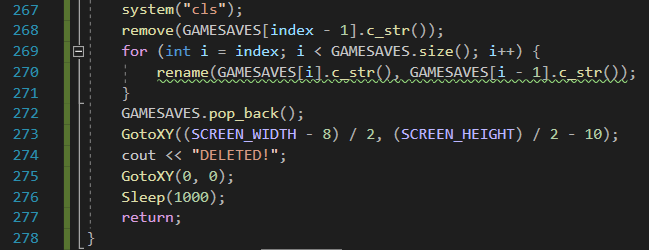 267 system("cls");
268 remove(GAMESAVES[index - 1].c_str());
269 for (int i = index; i < GAMESAVES.size(); i++) {
270 rename(GAMESAVES[i].c_str(), GAMESAVES[i - 1].c_str());
271 }
272 GAMESAVES.pop_back();
273 GotoXY((SCREEN_WIDTH - 8) / 2, (SCREEN_HEIGHT) / 2 - 10);
274 cout << "DELETED!";
275 GotoXY(0, 0);
276 Sleep(1000);
277 return;
278 }